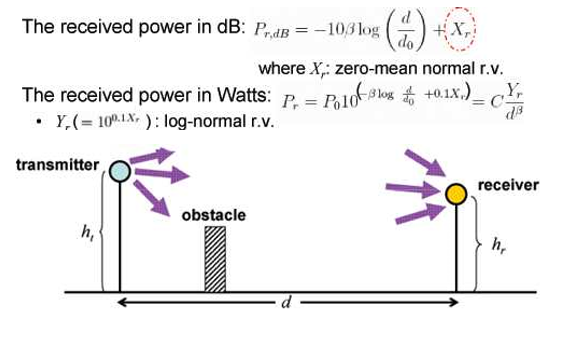 The received power in dB: P_{r,dB} = −10β log (d/d₀) + X_r
where X_r: zero-mean normal r.v.
The received power in Watts: P_r = P₀10^(−β log d/d₀ +0.1X_r) = C Y_r/d^β
• Y_r (= 10^{0.1X_r} ) : log-normal r.v.
transmitter
receiver
obstacle
h_t
h_r
d